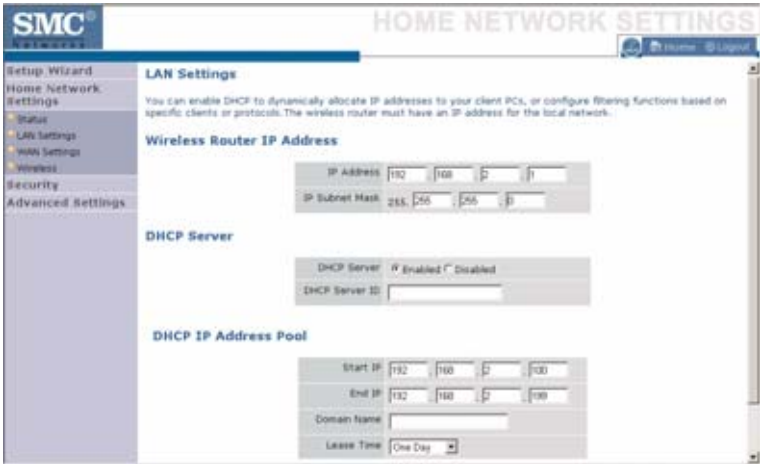 SMC®
Networks
HOME NETWORK SETTINGS
Home Logout
Setup Wizard
Home Network Settings
Status
LAN Settings
WAN Settings
Wireless
Security
Advanced Settings
LAN Settings
You can enable DHCP to dynamically allocate IP addresses to your client PCs, or configure filtering functions based on
specific clients or protocols. The wireless router must have an IP address for the local network.
Wireless Router IP Address
IP Address 192 . 168 . 2 . 1
IP Subnet Mask 255. 255 . 255 . 0
DHCP Server
DHCP Server Enabled Disabled
DHCP Server ID
DHCP IP Address Pool
Start IP 192 . 168 . 2 . 100
End IP 192 . 168 . 2 . 199
Domain Name
Lease Time One Day